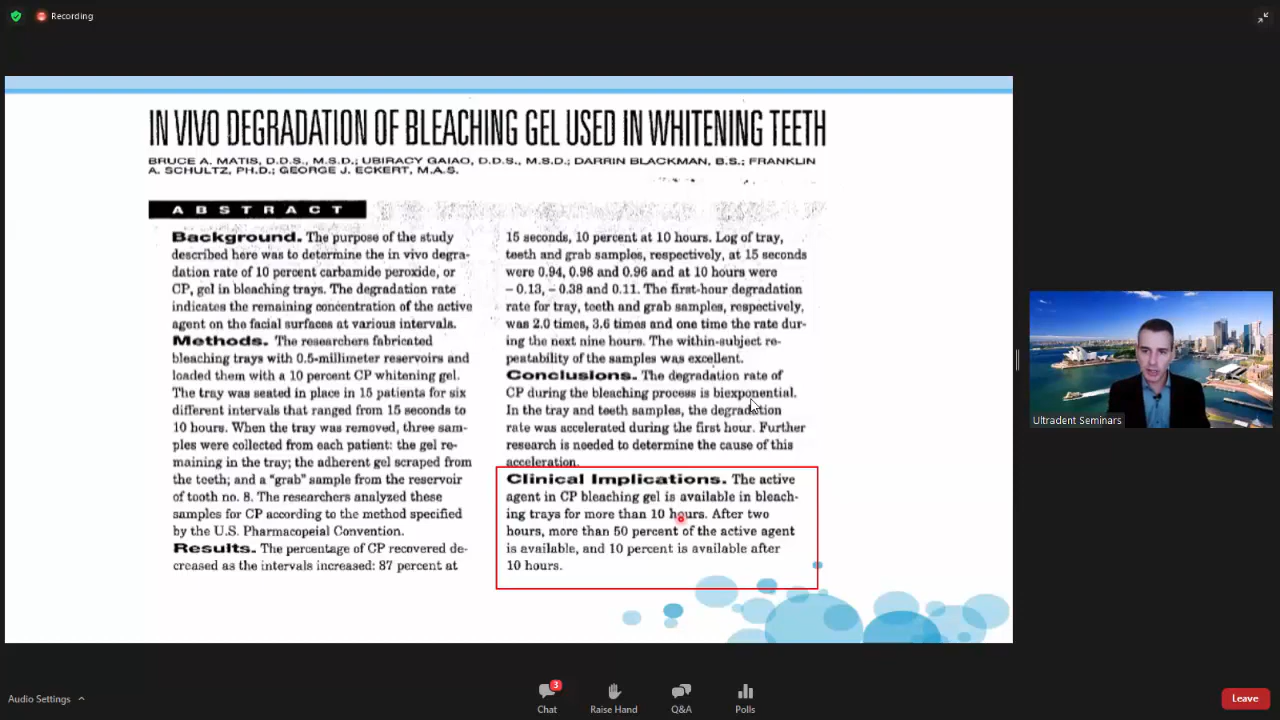 Recording
IN VIVO DEGRADATION OF BLEACHING GEL USED IN WHITENING TEETH
BRUCE A. MATIS, D.D.S., M.S.D.; UBIRACY GAIAO, D.D.S., M.S.D.; DARRIN BLACKMAN, B.S.; FRANKLIN
A. SCHULTZ, PH.D.; GEORGE J. ECKERT, M.A.S.
ABSTRACT
Background. The purpose of the study
described here was to determine the in vivo degra-
dation rate of 10 percent carbamide peroxide, or
CP, gel in bleaching trays. The degradation rate
indicates the remaining concentration of the active
agent on the facial surfaces at various intervals.
Methods. The researchers fabricated
bleaching trays with 0.5-millimeter reservoirs and
loaded them with a 10 percent CP whitening gel.
The tray was seated in place in 15 patients for six
different intervals that ranged from 15 seconds to
10 hours. When the tray was removed, three sam-
ples were collected from each patient: the gel re-
maining in the tray; the adherent gel scraped from
the teeth; and a "grab" sample from the reservoir
of tooth no. 8. The researchers analyzed these
samples for CP according to the method specified
by the U.S. Pharmacopeial Convention.
Results. The percentage of CP recovered de-
creased as the intervals increased: 87 percent at
15 seconds, 10 percent at 10 hours. Log of tray,
teeth and grab samples, respectively, at 15 seconds
were 0.94, 0.98 and 0.96 and at 10 hours were
– 0.13, – 0.38 and 0.11. The first-hour degradation
rate for tray, teeth and grab samples, respectively,
was 2.0 times, 3.6 times and one time the rate dur-
ing the next nine hours. The within-subject re-
peatability of the samples was excellent.
Conclusions. The degradation rate of
CP during the bleaching process is biexponential.
In the tray and teeth samples, the degradation
rate was accelerated during the first hour. Further
research is needed to determine the cause of this
acceleration.
Clinical Implications. The active
agent in CP bleaching gel is available in bleach-
ing trays for more than 10 hours. After two
hours, more than 50 percent of the active agent
is available, and 10 percent is available after
10 hours.
Ultradent Seminars
Audio Settings
3
Chat
Raise Hand
Q&A
Polls
Leave